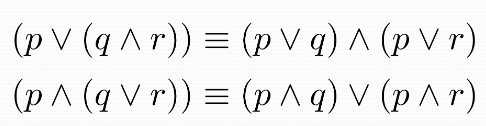 (p ∨ (q ∧ r)) ≡ (p ∨ q) ∧ (p ∨ r)
(p ∧ (q ∨ r)) ≡ (p ∧ q) ∨ (p ∧ r)